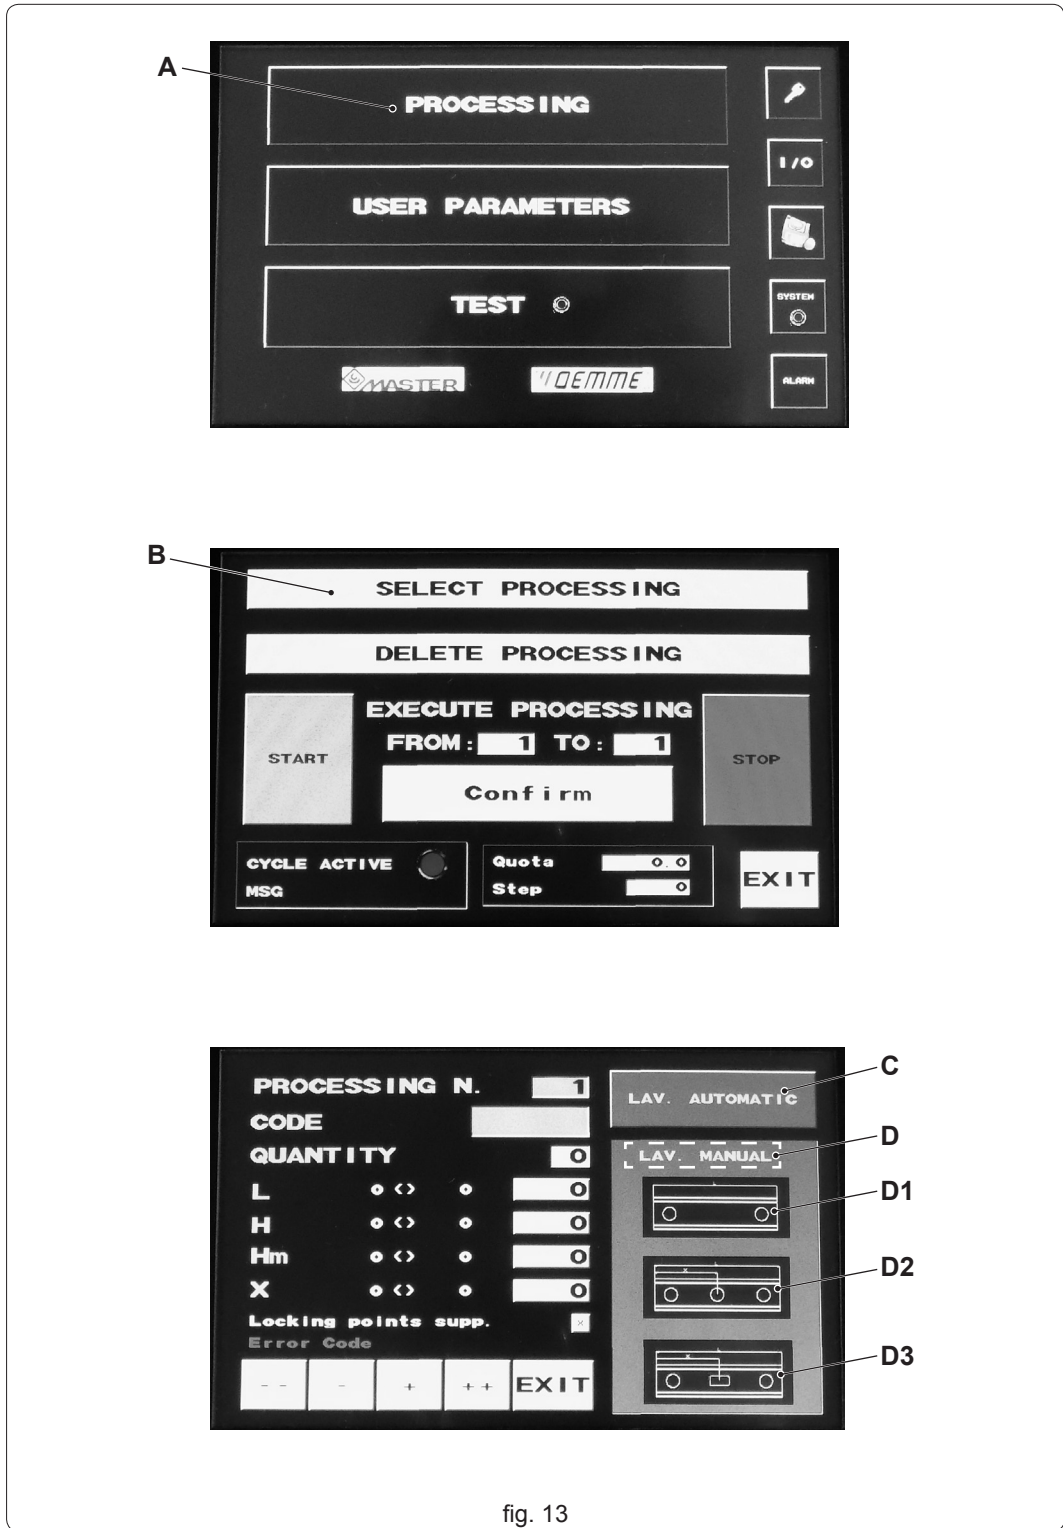 A
PROCESSING
I/O
USER PARAMETERS
TEST
SYSTEM
MASTER
OEMME
ALARM
B
SELECT PROCESSING
DELETE PROCESSING
EXECUTE PROCESSING
FROM: 1 TO: 1
START
STOP
Confirm
CYCLE ACTIVE
MSG
Quota 0.0
Step 0
EXIT
PROCESSING N. 1
CODE
QUANTITY 0
L <> 0
H <> 0
Hm <> 0
X <> 0
Locking points supp. x
Error Code
-- - + ++ EXIT
LAV. AUTOMATIC
C
LAV. MANUAL
D
L
D1
L
X
D2
L
X
D3
fig. 13